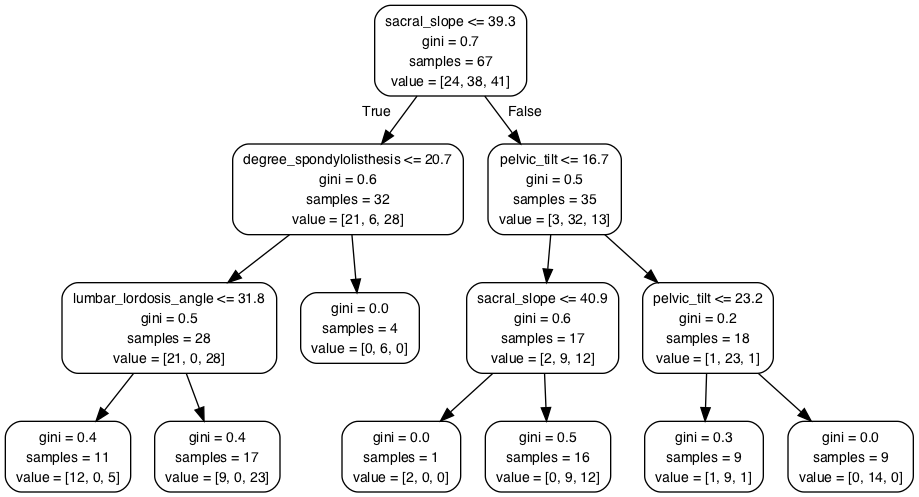 sacral_slope <= 39.3
gini = 0.7
samples = 67
value = [24, 38, 41]
True
False
degree_spondylolisthesis <= 20.7
gini = 0.6
samples = 32
value = [21, 6, 28]
pelvic_tilt <= 16.7
gini = 0.5
samples = 35
value = [3, 32, 13]
lumbar_lordosis_angle <= 31.8
gini = 0.5
samples = 28
value = [21, 0, 28]
gini = 0.0
samples = 4
value = [0, 6, 0]
sacral_slope <= 40.9
gini = 0.6
samples = 17
value = [2, 9, 12]
pelvic_tilt <= 23.2
gini = 0.2
samples = 18
value = [1, 23, 1]
gini = 0.4
samples = 11
value = [12, 0, 5]
gini = 0.4
samples = 17
value = [9, 0, 23]
gini = 0.0
samples = 1
value = [2, 0, 0]
gini = 0.5
samples = 16
value = [0, 9, 12]
gini = 0.3
samples = 9
value = [1, 9, 1]
gini = 0.0
samples = 9
value = [0, 14, 0]